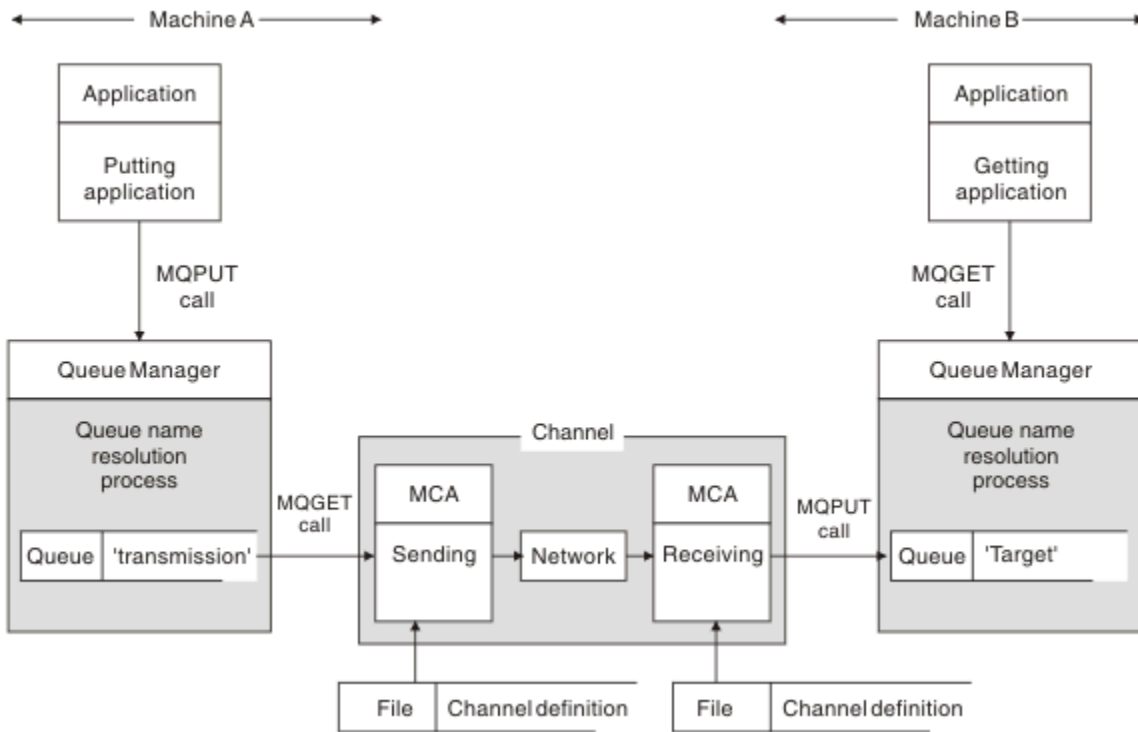 Machine A
Machine B
Application
Putting
application
Application
Getting
application
MQPUT
call
MQGET
call
Queue Manager
Queue name
resolution
process
Queue 'transmission'
MQGET
call
Channel
MCA
Sending
Network
MCA
Receiving
MQPUT
call
Queue Manager
Queue name
resolution
process
Queue 'Target'
File Channel definition
File Channel definition